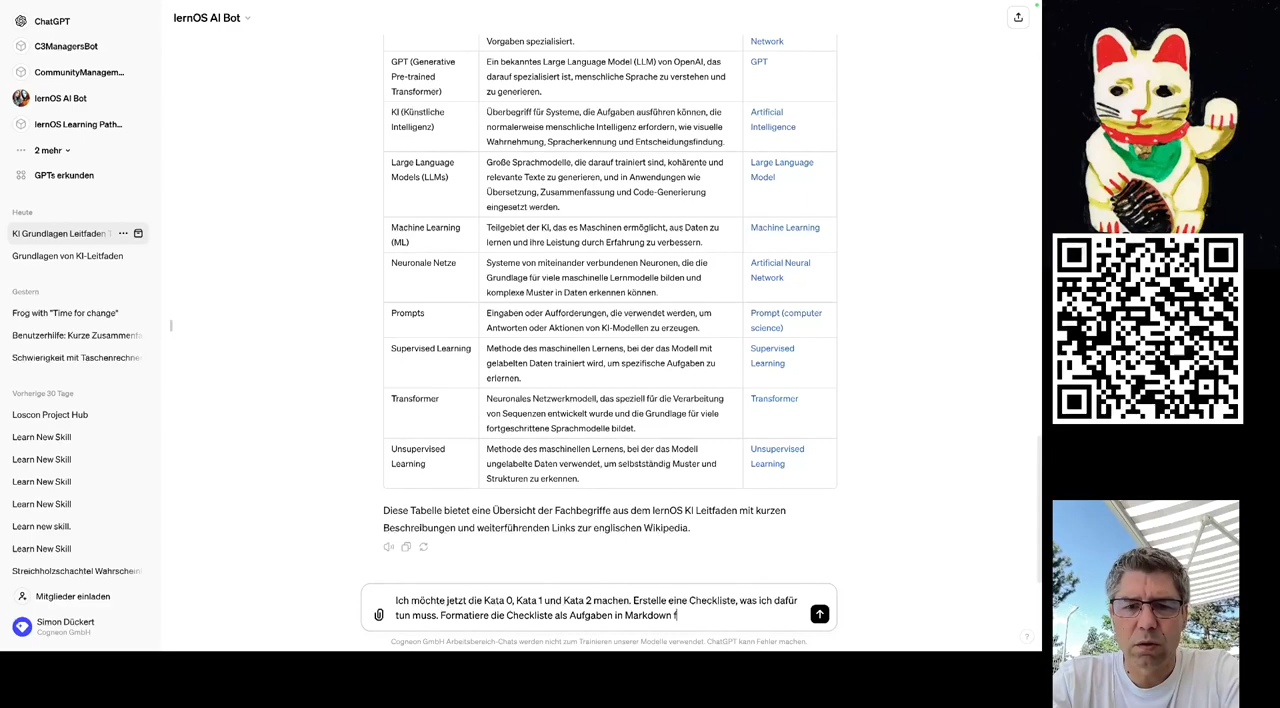 ChatGPT
C3ManagersBot
CommunityManagem...
lernOS AI Bot
lernOS Learning Path...
2 mehr
GPTs erkunden
Heute
KI Grundlagen Leitfaden
Grundlagen von KI-Leitfaden
Gestern
Frog with "Time for change"
Benutzerhilfe: Kurze Zusammenfa
Schwierigkeit mit Taschenrechne
Vorherige 30 Tage
Loscon Project Hub
Learn New Skill
Learn New Skill
Learn New Skill
Learn New Skill
Learn new skill.
Learn New Skill
Streichholzschachtel Wahrschein
Mitglieder einladen
Simon Dückert
Cogneon GmbH
lernOS AI Bot
Vorgaben spezialisiert. Network
GPT (Generative Ein bekanntes Large Language Model (LLM) von OpenAI, das GPT
Pre-trained darauf spezialisiert ist, menschliche Sprache zu verstehen und
Transformer) zu generieren.
KI (Künstliche Überbegriff für Systeme, die Aufgaben ausführen können, die Artificial
Intelligenz) normalerweise menschliche Intelligenz erfordern, wie visuelle Intelligence
Wahrnehmung, Spracherkennung und Entscheidungsfindung.
Large Language Große Sprachmodelle, die darauf trainiert sind, kohärente und Large Language
Models (LLMs) relevante Texte zu generieren, und in Anwendungen wie Model
Übersetzung, Zusammenfassung und Code-Generierung
eingesetzt werden.
Machine Learning Teilgebiet der KI, das es Maschinen ermöglicht, aus Daten zu Machine Learning
(ML) lernen und ihre Leistung durch Erfahrung zu verbessern.
Neuronale Netze Systeme von miteinander verbundenen Neuronen, die die Artificial Neural
Grundlage für viele maschinelle Lernmodelle bilden und Network
komplexe Muster in Daten erkennen können.
Prompts Eingaben oder Aufforderungen, die verwendet werden, um Prompt (computer
Antworten oder Aktionen von KI-Modellen zu erzeugen. science)
Supervised Learning Methode des maschinellen Lernens, bei der das Modell mit Supervised
gelabelten Daten trainiert wird, um spezifische Aufgaben zu Learning
erlernen.
Transformer Neuronales Netzwerkmodell, das speziell für die Verarbeitung Transformer
von Sequenzen entwickelt wurde und die Grundlage für viele
fortgeschrittene Sprachmodelle bildet.
Unsupervised Methode des maschinellen Lernens, bei der das Modell Unsupervised
Learning ungelabelte Daten verwendet, um selbstständig Muster und Learning
Strukturen zu erkennen.
Diese Tabelle bietet eine Übersicht der Fachbegriffe aus dem lernOS KI Leitfaden mit kurzen
Beschreibungen und weiterführenden Links zur englischen Wikipedia.
Ich möchte jetzt die Kata 0, Kata 1 und Kata 2 machen. Erstelle eine Checkliste, was ich dafür
tun muss. Formatiere die Checkliste als Aufgaben in Markdown f
Cogneon GmbH Arbeitsbereich-Chats werden nicht zum Trainieren unserer Modelle verwendet. ChatGPT kann Fehler machen.
?